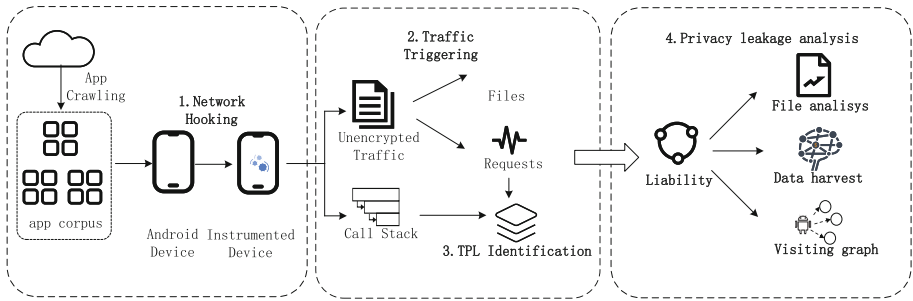 App
Crawling
app corpus
1.Network
Hooking
Android
Device
Instrumented
Device
2.Traffic
Triggering
Unencrypted
Traffic
Files
Requests
Call Stack
3.TPL Identification
4.Privacy leakage analysis
Liability
File analisys
Data harvest
Visiting graph